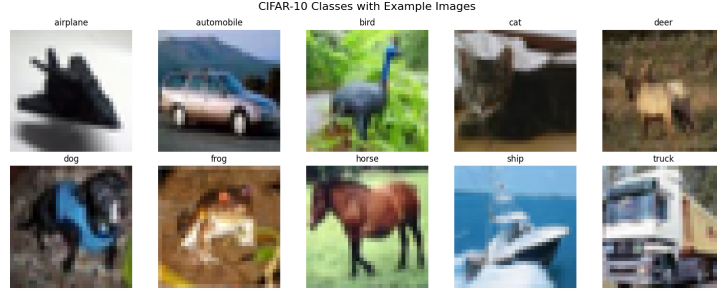 CIFAR-10 Classes with Example Images
airplane automobile bird cat deer
dog frog horse ship truck